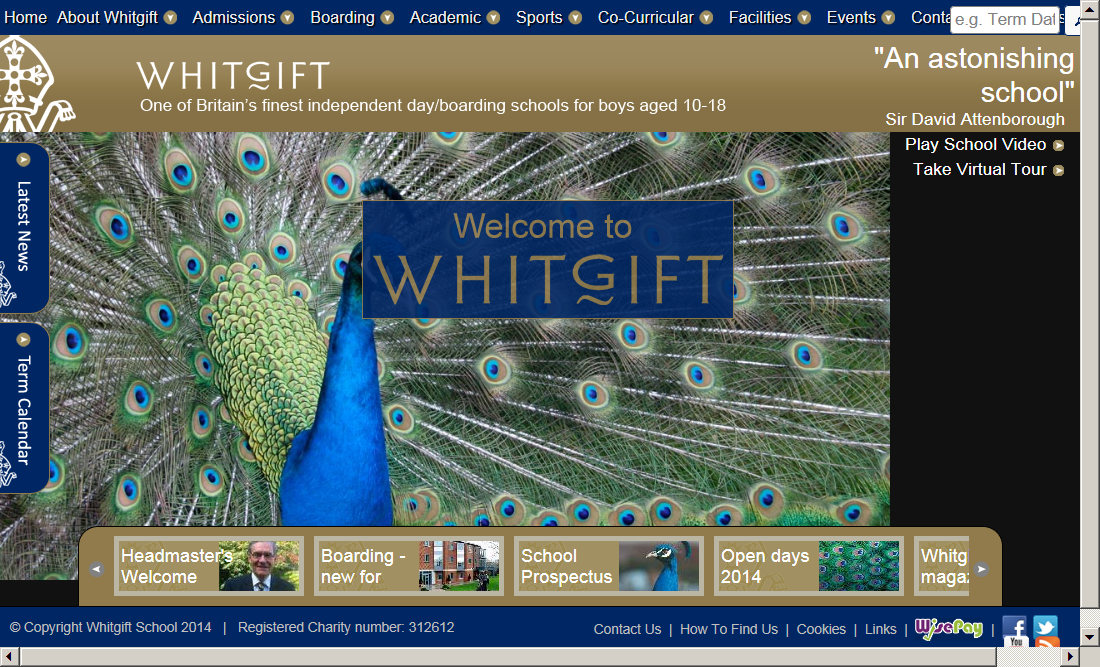 Home About Whitgift Admissions Boarding Academic Sports Co-Curricular Facilities Events
e.g. Term Dat
WHITGIFT
One of Britain's finest independent day/boarding schools for boys aged 10-18
"An astonishing
school"
Sir David Attenborough
Play School Video
Take Virtual Tour
Latest News
Term Calendar
Welcome to
WHITGIFT
Headmaster's
Welcome
Boarding -
new for
School
Prospectus
Open days
2014
Whitg
magaz
© Copyright Whitgift School 2014 | Registered Charity number: 312612
Contact Us | How To Find Us | Cookies | Links | WisePay |
You